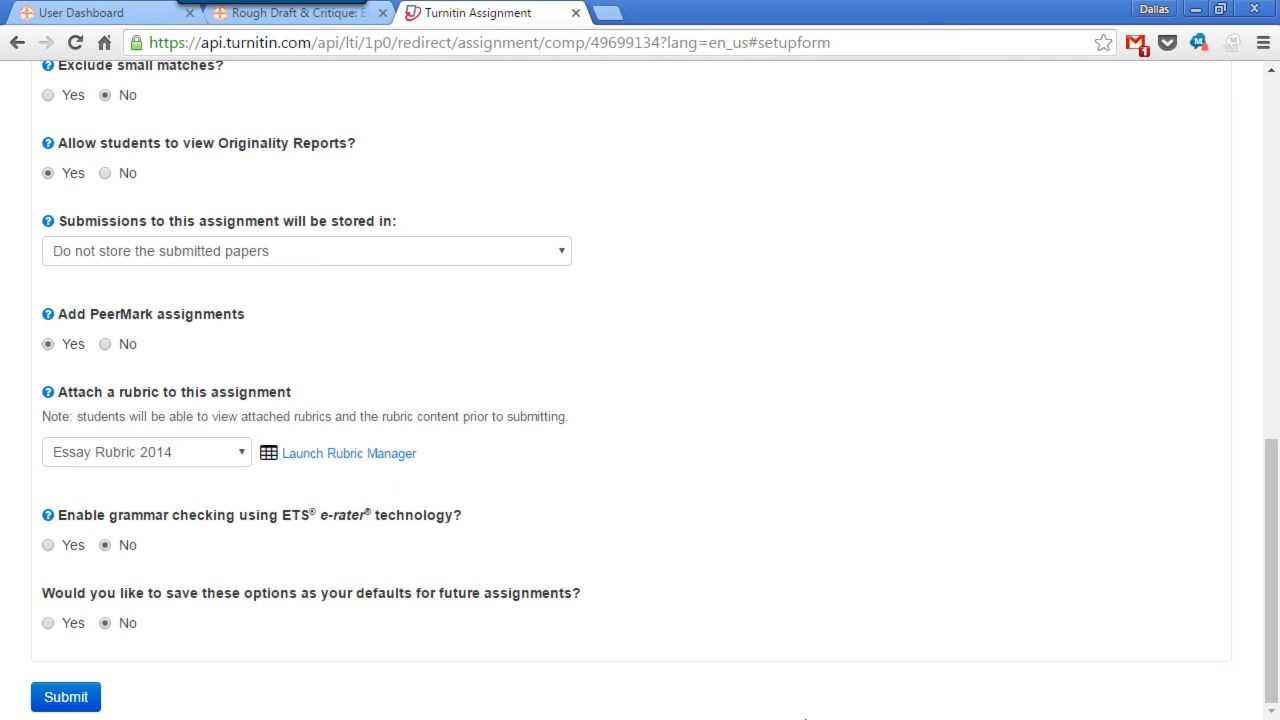 User Dashboard
Rough Draft & Critique: E
Turnitin Assignment
Dallas
https://api.turnitin.com/api/lti/1p0/redirect/assignment/comp/49699134?lang=en_us#setupform
1
Exclude small matches?
Yes No
Allow students to view Originality Reports?
Yes No
Submissions to this assignment will be stored in:
Do not store the submitted papers
Add PeerMark assignments
Yes No
Attach a rubric to this assignment
Note: students will be able to view attached rubrics and the rubric content prior to submitting.
Essay Rubric 2014 Launch Rubric Manager
Enable grammar checking using ETS® e-rater® technology?
Yes No
Would you like to save these options as your defaults for future assignments?
Yes No
Submit